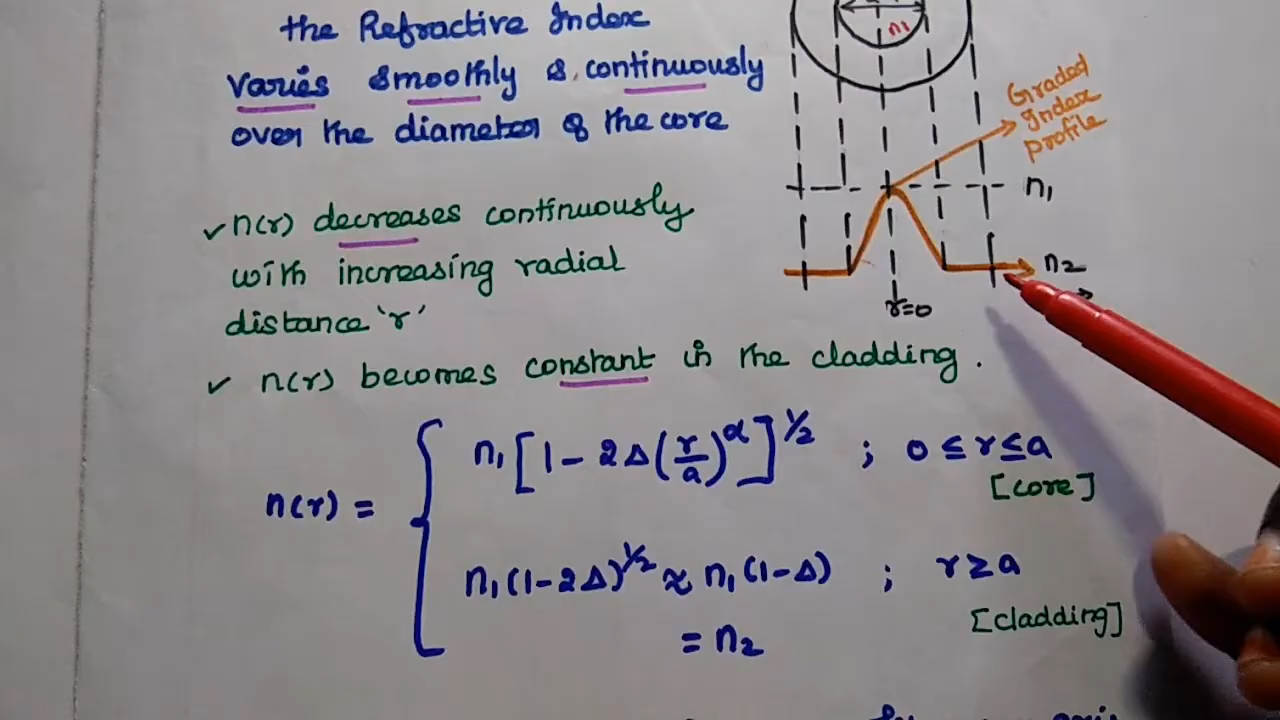 the Refractive Index
varies smoothly & continuously
over the diameter of the core
n1
Graded
Index
Profile
n1
n2
r=0
✓ n(r) decreases continuously
with increasing radial
distance 'r'
✓ n(r) becomes constant in the cladding.
n(r) = { n₁[1-2Δ(r/a)^α]^1/2 ; 0 ≤ r ≤ a
[core]
n₁(1-2Δ)^1/2 ≈ n₁(1-Δ) ; r ≥ a
[cladding]
= n₂